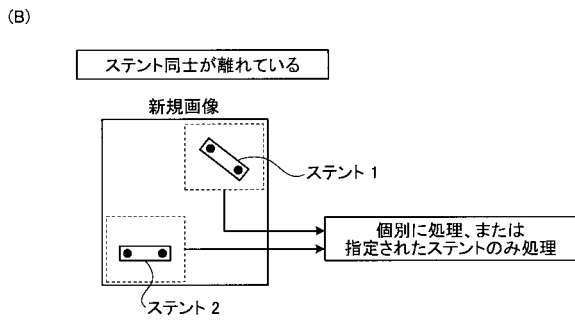 (B)
ステント同士が離れている
新規画像
ステント 1
個別に処理、または
指定されたステントのみ処理
ステント 2